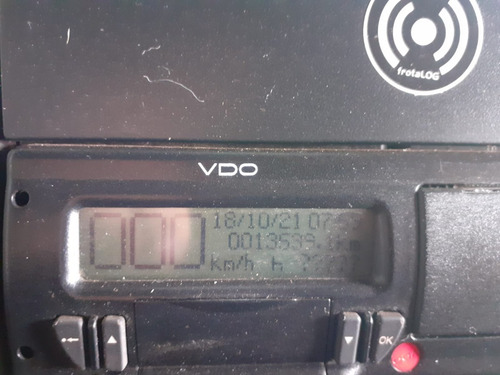 frotaLOG
VDO
18/10/21
000 0013539.
km/h H
OK